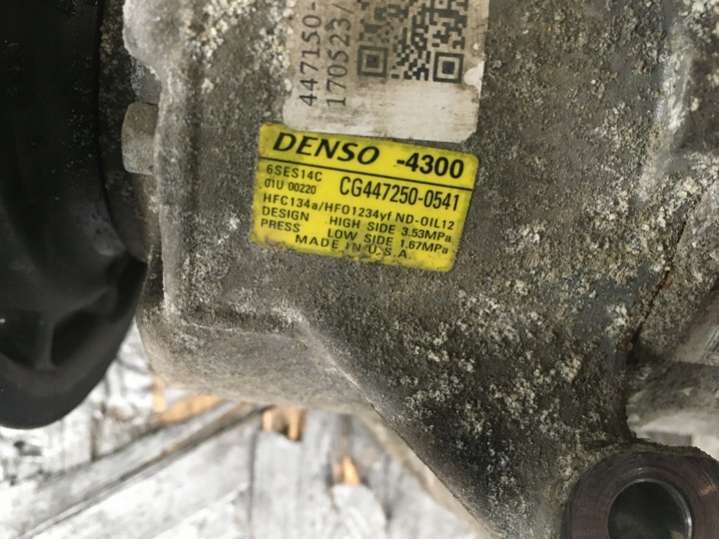 447150-
170523/
DENSO -4300
6SES14C
01U 00220 CG447250-0541
HFC134a/HFO1234yf ND-OIL12
DESIGN HIGH SIDE 3.53MPa
PRESS LOW SIDE 1.67MPa
MADE IN U.S.A.